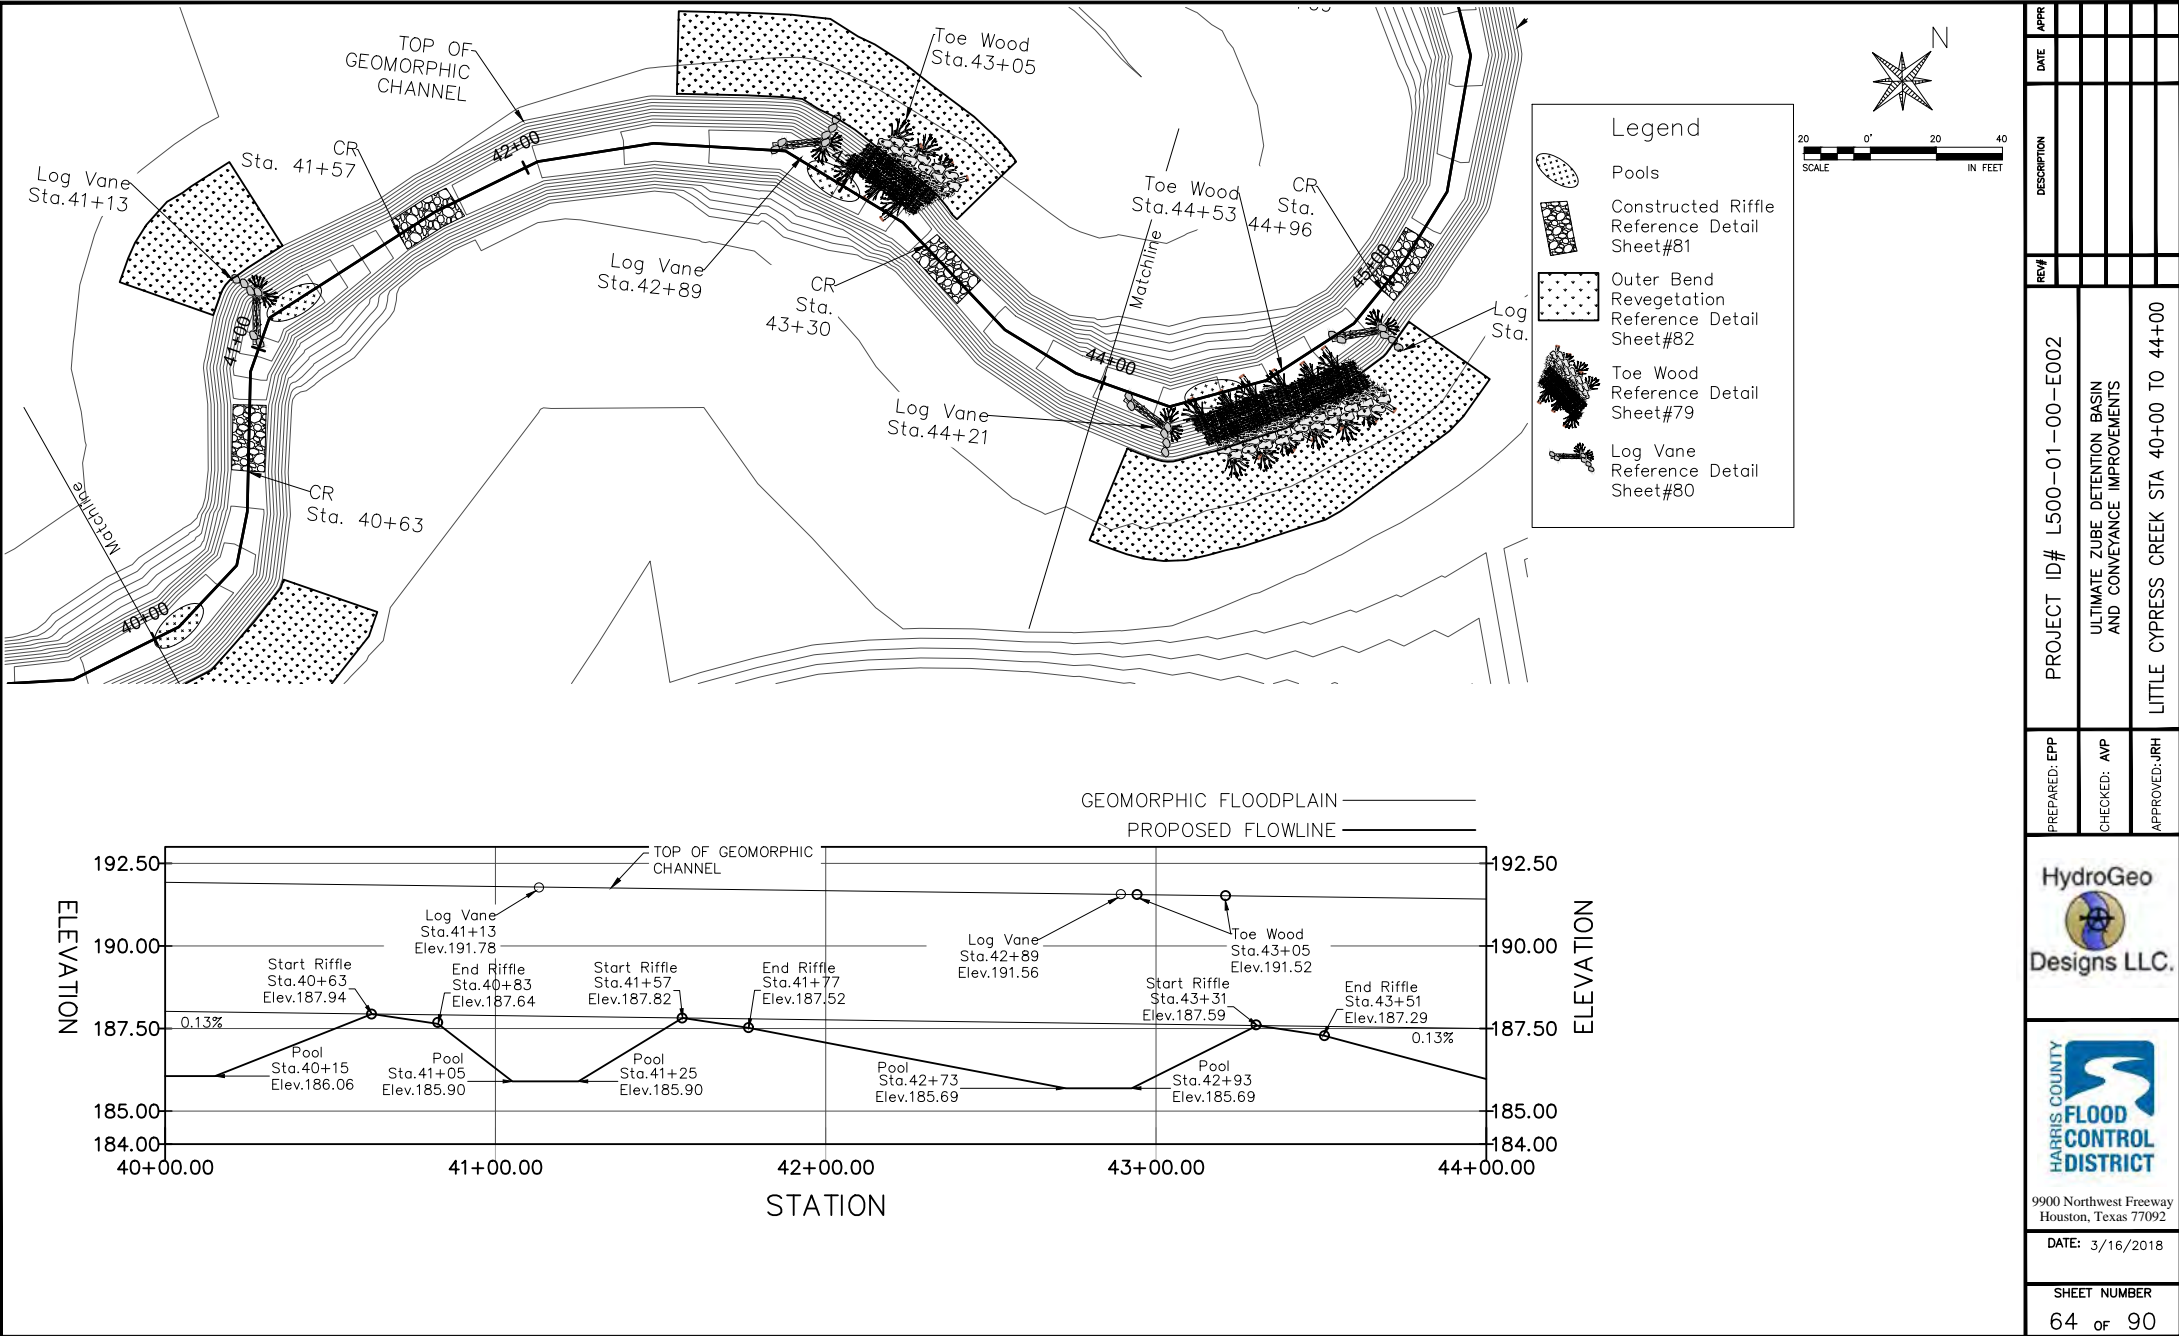 TOP OF
GEOMORPHIC
CHANNEL
Toe Wood
Sta.43+05
CR
Sta. 41+57
42+00
Log Vane
Sta.41+13
41+00
Log Vane
Sta.42+89
CR
Sta.
43+30
Toe Wood
Sta.44+53
CR
Sta.
44+96
45+00
Matchline
Log
Sta.
44+00
Log Vane
Sta.44+21
CR
Sta. 40+63
Matchline
40+00
N
20 0' 20 40
SCALE IN FEET
Legend
Pools
Constructed Riffle
Reference Detail
Sheet#81
Outer Bend
Revegetation
Reference Detail
Sheet#82
Toe Wood
Reference Detail
Sheet#79
Log Vane
Reference Detail
Sheet#80
GEOMORPHIC FLOODPLAIN
PROPOSED FLOWLINE
ELEVATION
192.50
190.00
187.50
185.00
184.00
TOP OF GEOMORPHIC
CHANNEL
Log Vane
Sta.41+13
Elev.191.78
Log Vane
Sta.42+89
Elev.191.56
Toe Wood
Sta.43+05
Elev.191.52
Start Riffle
Sta.40+63
Elev.187.94
End Riffle
Sta.40+83
Elev.187.64
Start Riffle
Sta.41+57
Elev.187.82
End Riffle
Sta.41+77
Elev.187.52
Start Riffle
Sta.43+31
Elev.187.59
End Riffle
Sta.43+51
Elev.187.29
0.13%
0.13%
Pool
Sta.40+15
Elev.186.06
Pool
Sta.41+05
Elev.185.90
Pool
Sta.41+25
Elev.185.90
Pool
Sta.42+73
Elev.185.69
Pool
Sta.42+93
Elev.185.69
192.50
190.00
187.50
185.00
184.00
ELEVATION
40+00.00 41+00.00 42+00.00 43+00.00 44+00.00
STATION
APPR
DATE
DESCRIPTION
REV#
PROJECT ID# L500-01-00-E002
ULTIMATE ZUBE DETENTION BASIN
AND CONVEYANCE IMPROVEMENTS
LITTLE CYPRESS CREEK STA 40+00 TO 44+00
PREPARED: EPP
CHECKED: AVP
APPROVED: JRH
HydroGeo
Designs LLC.
HARRIS COUNTY
FLOOD
CONTROL
DISTRICT
9900 Northwest Freeway
Houston, Texas 77092
DATE: 3/16/2018
SHEET NUMBER
64 OF 90